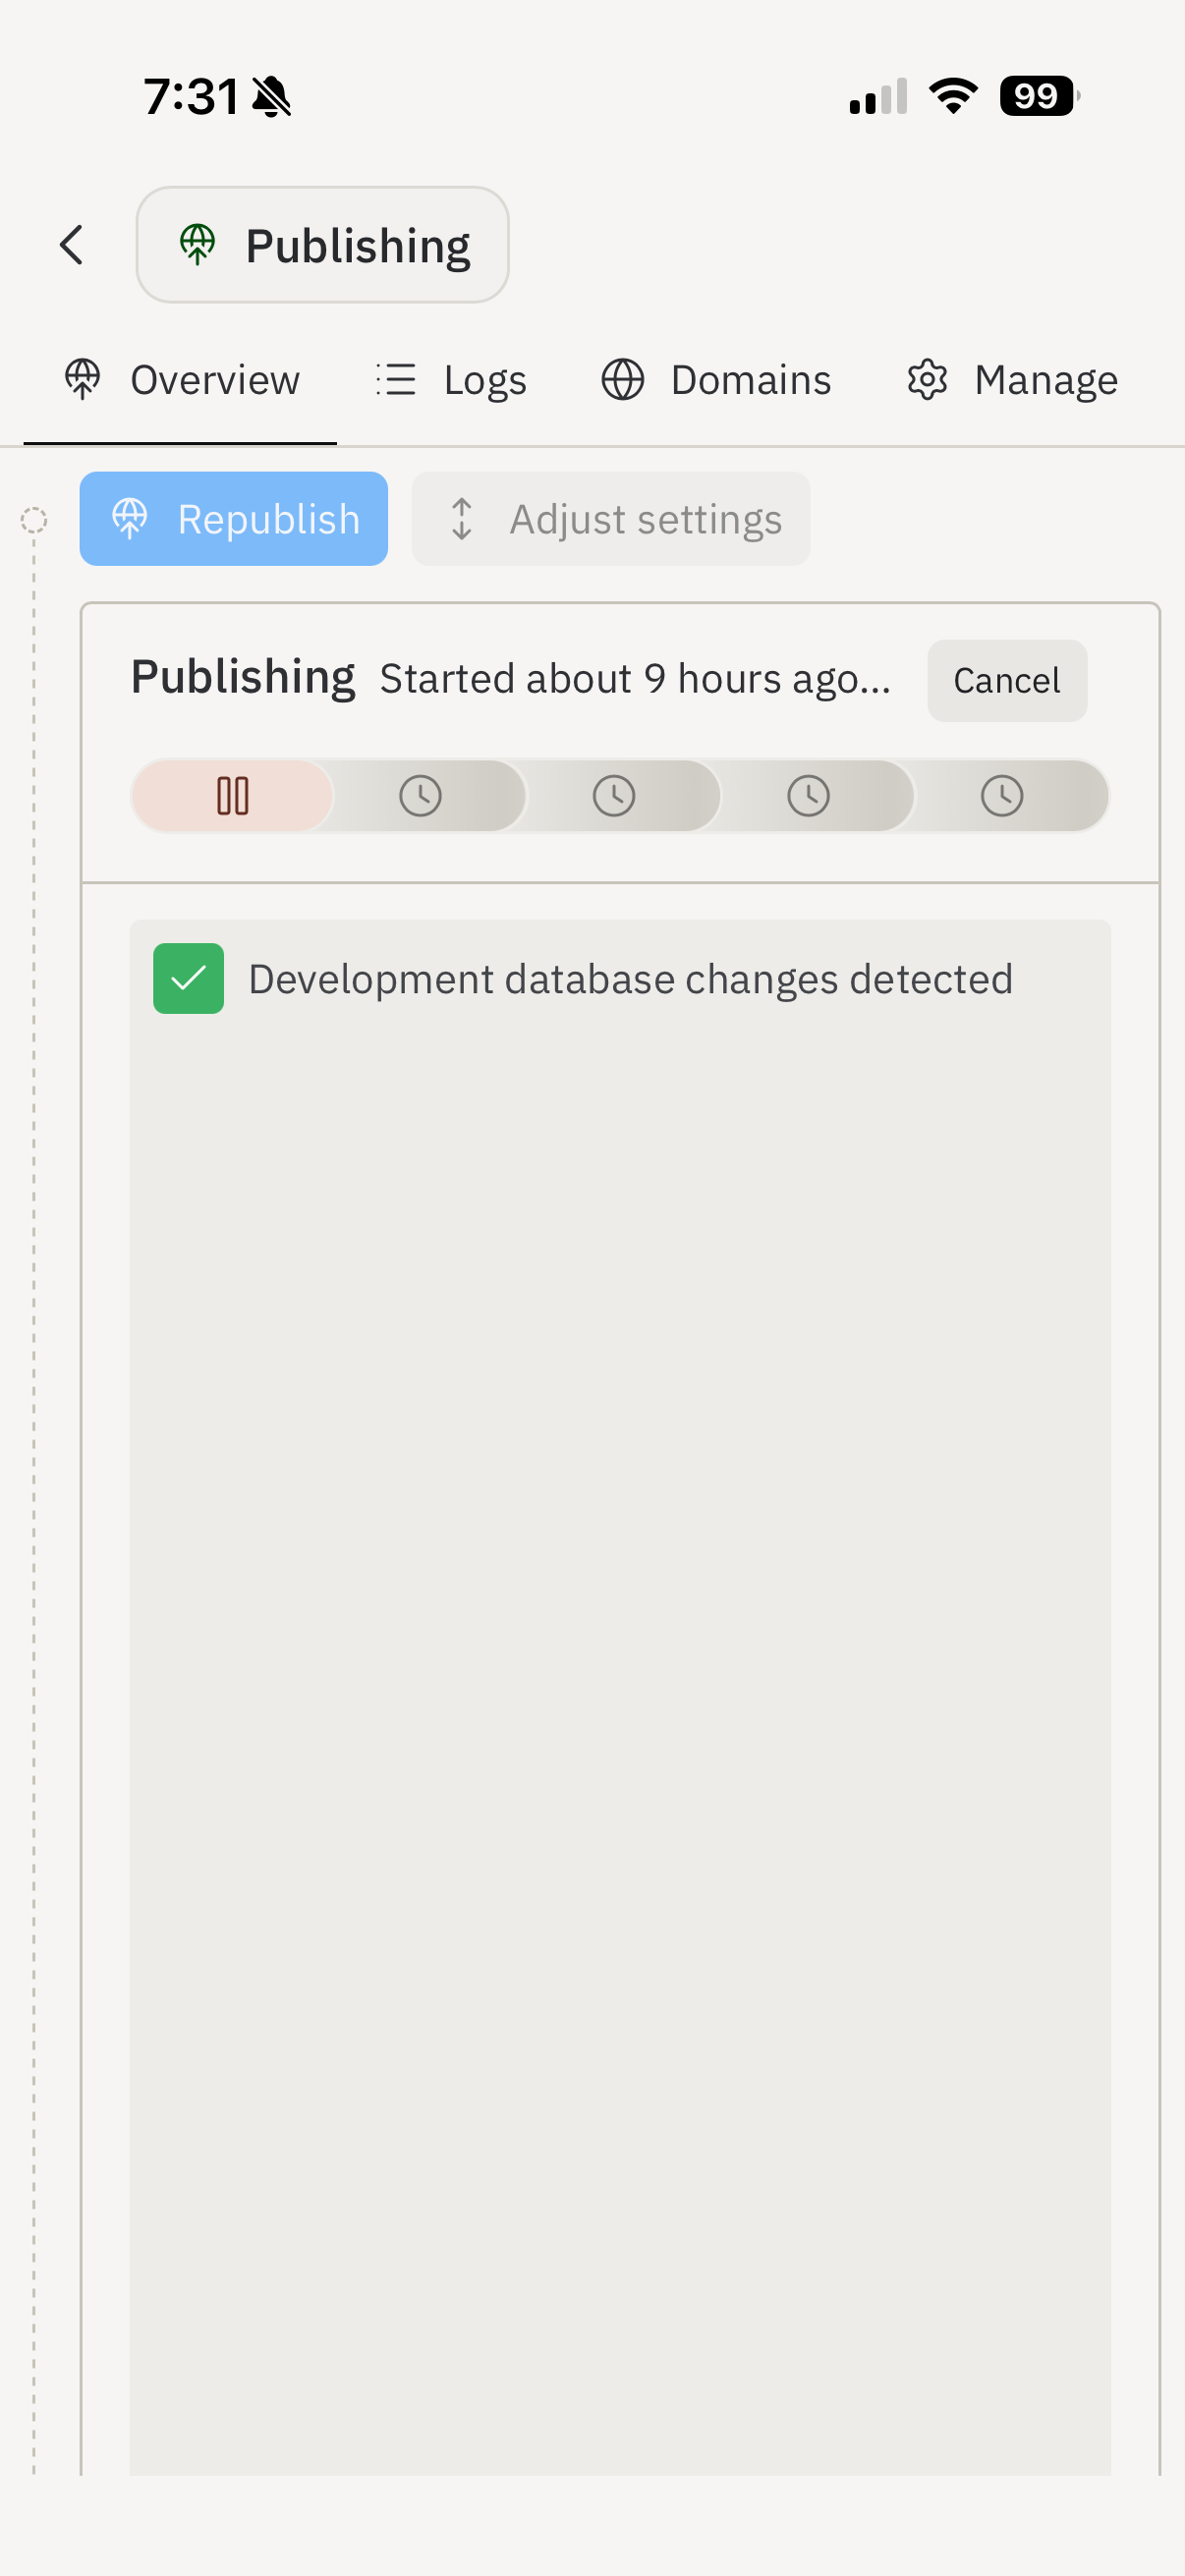 7:31
99
Publishing
Overview Logs Domains Manage
Republish Adjust settings
Publishing Started about 9 hours ago... Cancel
Development database changes detected